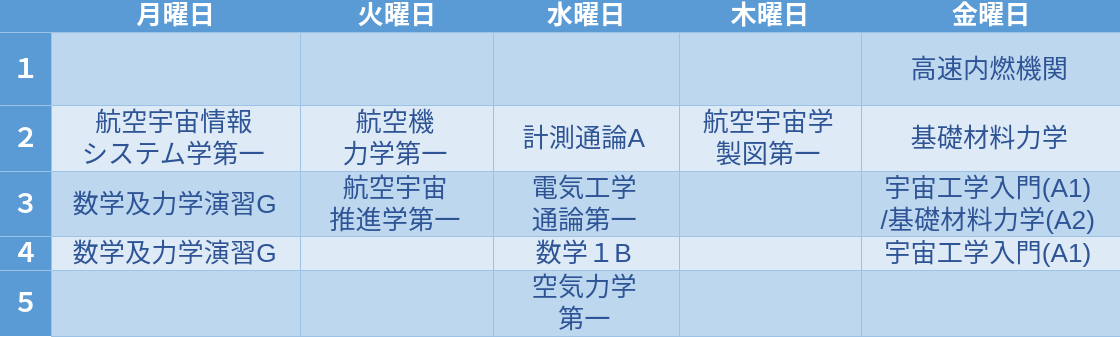 月曜日 火曜日 水曜日 木曜日 金曜日
1 高速内燃機関
2 航空宇宙情報 航空機 計測通論A 航空宇宙学 基礎材料力学
システム学第一 力学第一 製図第一
3 数学及力学演習G 航空宇宙 電気工学 宇宙工学入門(A1)
推進学第一 通論第一 /基礎材料力学(A2)
4 数学及力学演習G 数学１B 宇宙工学入門(A1)
5 空気力学
第一